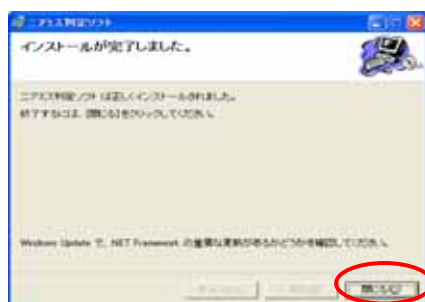 ニアミス判定ソフト
インストールが完了しました。
ニアミス判定ソフト は正しくインストールされました。
終了するには、[閉じる]をクリックしてください。
Windows Update で、.NET Framework の重要な更新があるかどうかを確認してください。
閉じる(C)